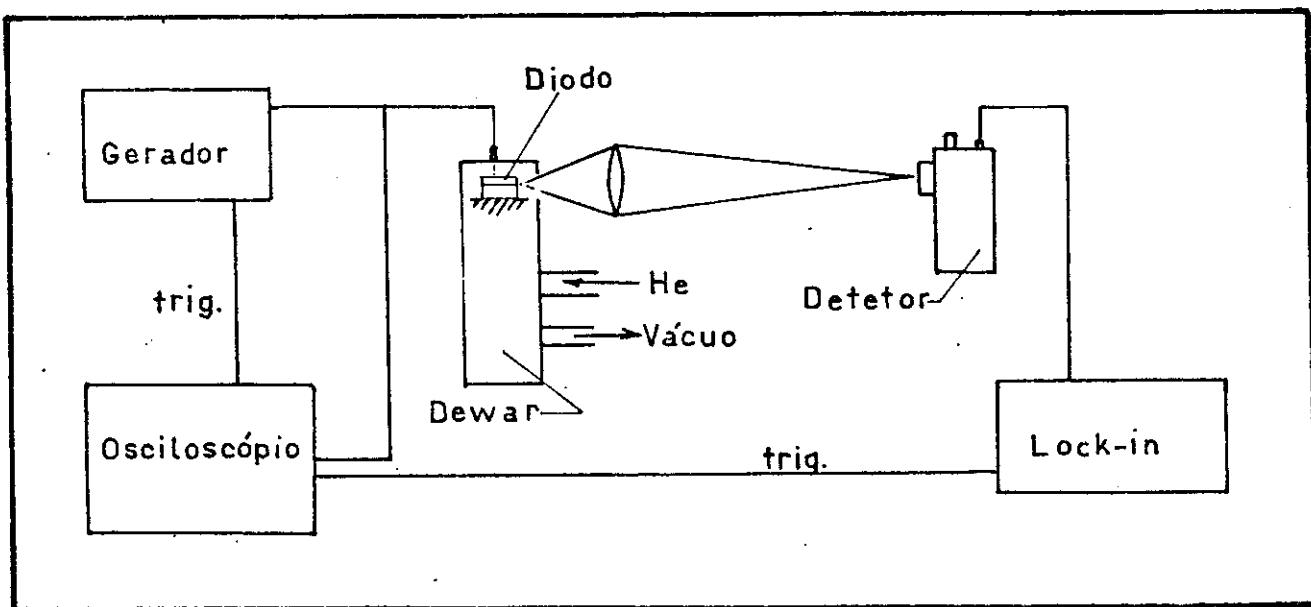 Diodo
Gerador
trig.
He
Detetor
Vácuo
Dewar
Osciloscópio
trig.
Lock-in